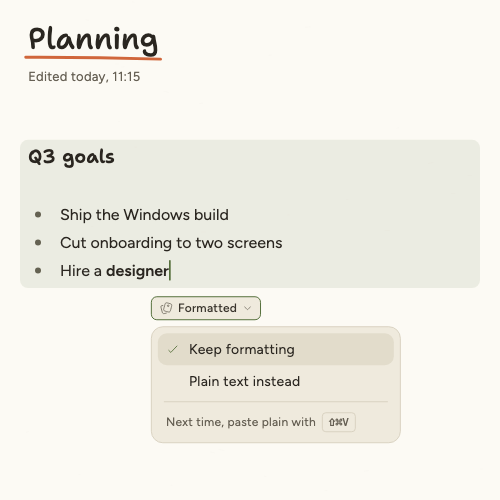 Planning
Edited today, 11:15
Q3 goals
• Ship the Windows build
• Cut onboarding to two screens
• Hire a designer
Formatted
Keep formatting
Plain text instead
Next time, paste plain with ⇧⌘V